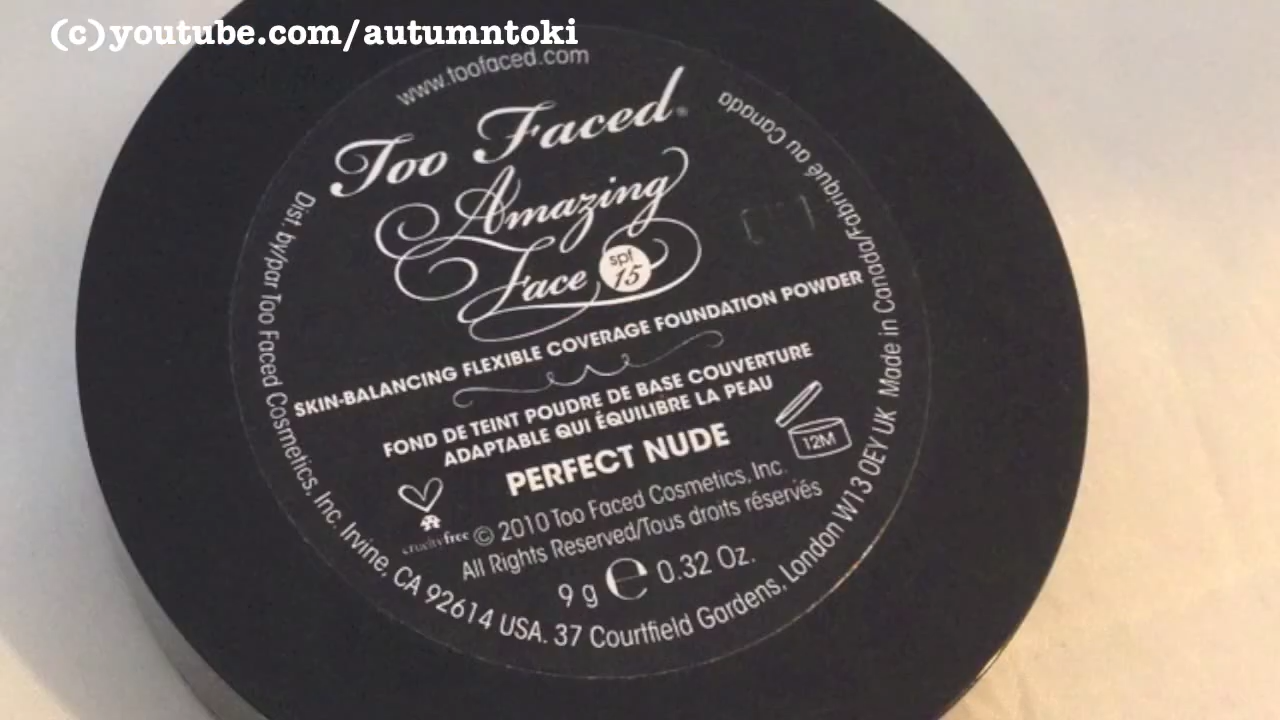 (c)youtube.com/autumntoki
www.toofaced.com
Too Faced®
Amazing
Face spf 15
SKIN-BALANCING FLEXIBLE COVERAGE FOUNDATION POWDER
FOND DE TEINT POUDRE DE BASE COUVERTURE
ADAPTABLE QUI ÉQUILIBRE LA PEAU
PERFECT NUDE
12M
crueltyfree
© 2010 Too Faced Cosmetics, Inc.
All Rights Reserved/Tous droits réservés
9 g e 0.32 Oz.
Dist. by/par Too Faced Cosmetics, Inc. Irvine, CA 92614 USA. 37 Courtfield Gardens, London W13 0EY UK Made in Canada/Fabriqué au Canada